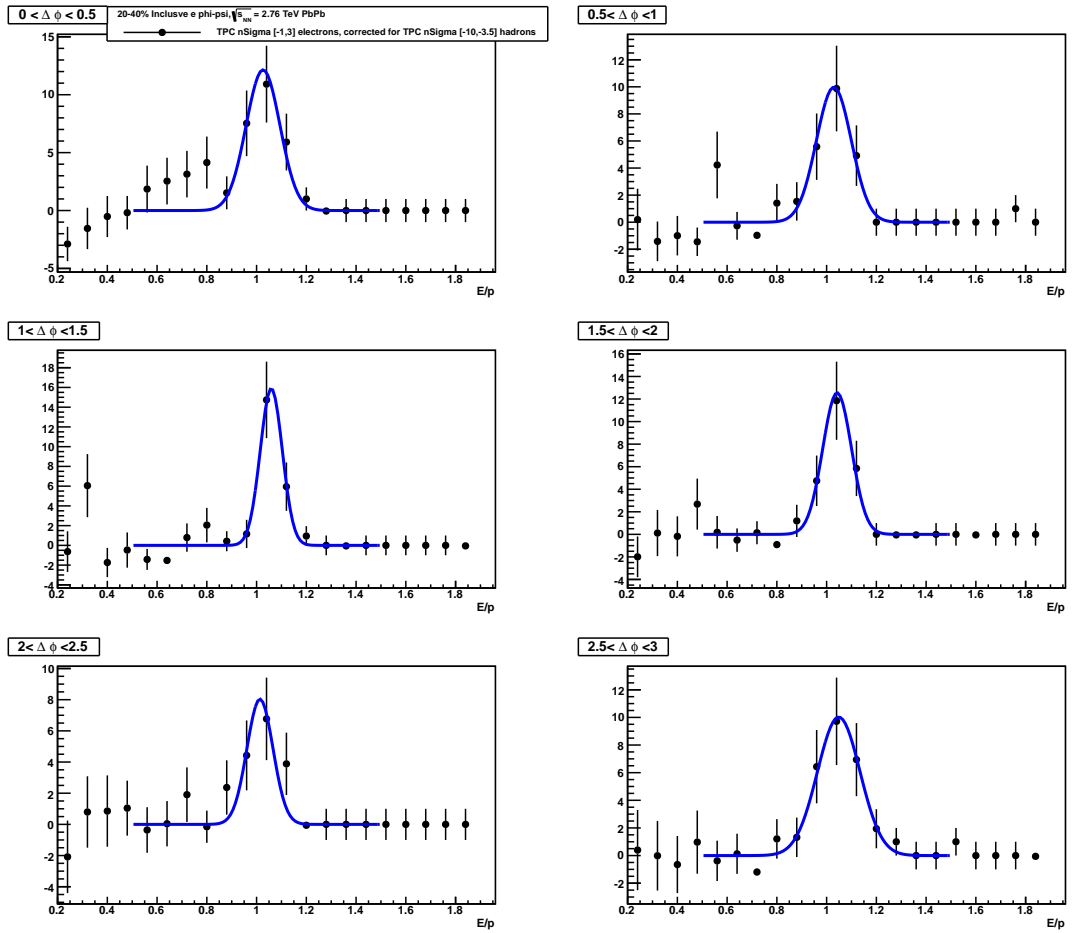 0 < Δ ϕ < 0.5
20-40% Inclusve e phi-psi, √s_NN = 2.76 TeV PbPb
TPC nSigma [-1,3] electrons, corrected for TPC nSigma [-10,-3.5] hadrons
15
10
5
0
-5
0.2 0.4 0.6 0.8 1 1.2 1.4 1.6 1.8
E/p
0.5< Δ ϕ <1
12
10
8
6
4
2
0
-2
0.2 0.4 0.6 0.8 1 1.2 1.4 1.6 1.8
E/p
1< Δ ϕ <1.5
18
16
14
12
10
8
6
4
2
0
-2
-4
0.2 0.4 0.6 0.8 1 1.2 1.4 1.6 1.8
E/p
1.5< Δ ϕ <2
16
14
12
10
8
6
4
2
0
-2
-4
0.2 0.4 0.6 0.8 1 1.2 1.4 1.6 1.8
E/p
2< Δ ϕ <2.5
10
8
6
4
2
0
-2
-4
0.2 0.4 0.6 0.8 1 1.2 1.4 1.6 1.8
E/p
2.5< Δ ϕ <3
12
10
8
6
4
2
0
-2
0.2 0.4 0.6 0.8 1 1.2 1.4 1.6 1.8
E/p